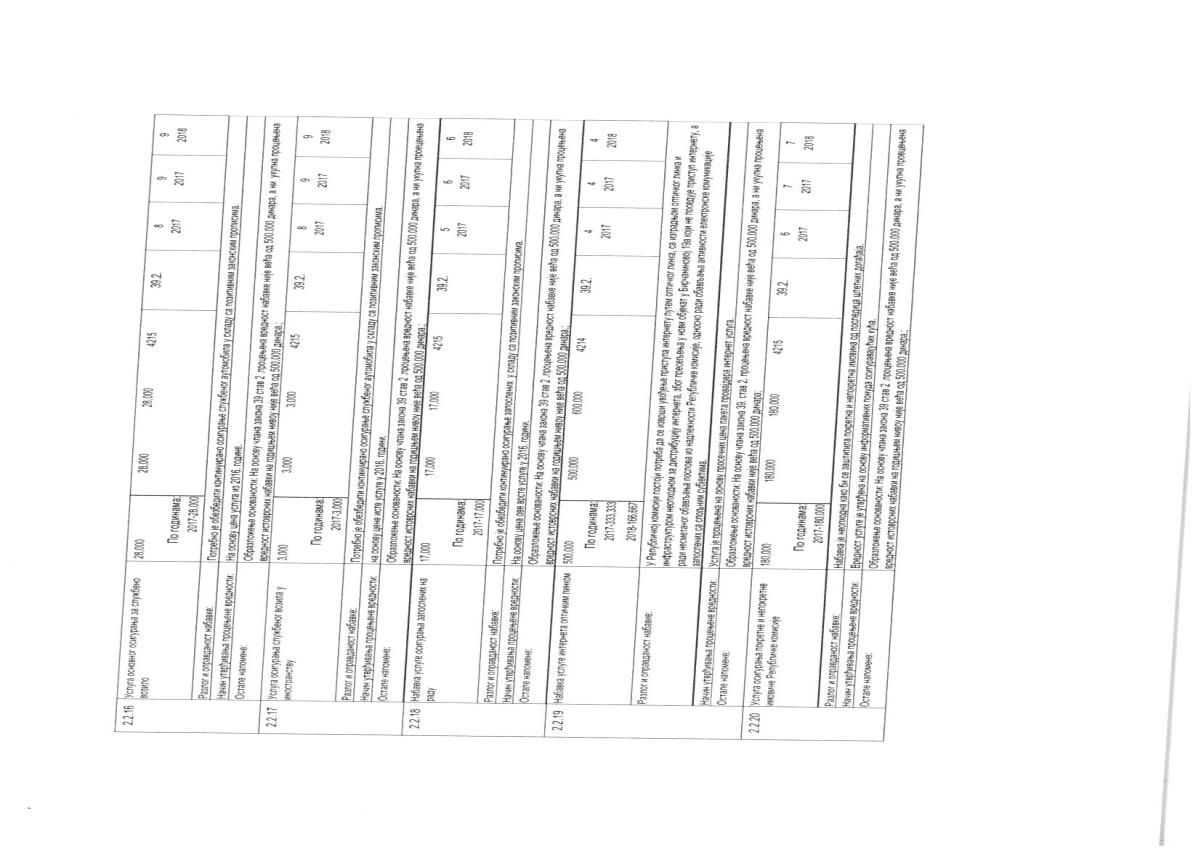 2.2.16 Услуга основног осигурања за службено 28.000 28.000 28.000 4215 39.2. 8 9 9
возило 2017 2017 2018
По годинама:
2017-28.000
Разлог и оправданост набавке: Потребно је обезбедити континуирано осигурање службеног аутомобила у складу са позитивним законским прописима.
Начин утврђивања процењене вредности: На основу цена услуга из 2016. године.
Остале напомене: Образложење основаности: На основу члана закона 39 став 2. процењена вредност набавке није већа од 500.000 динара, а ни укупна процењена
вредност истоврсних набавки на годишњем нивоу није већа од 500.000 динара.;
2.2.17 Услуга осигурања службеног возила у 3.000 3.000 3.000 4215 39.2. 8 9 9
иностранству 2017 2017 2018
По годинама:
2017-3.000
Разлог и оправданост набавке: Потребно је обезбедити континуирано осигурање службеног аутомобила у складу са позитивним законским прописима.
Начин утврђивања процењене вредности: на основу цене исте услуге у 2016. години.
Остале напомене: Образложење основаности: На основу члана закона 39 став 2. процењена вредност набавке није већа од 500.000 динара, а ни укупна процењена
вредност истоврсних набавки на годишњем нивоу није већа од 500.000 динара.;
2.2.18 Набавка услуге осигурања запослених на 17.000 17.000 17.000 4215 39.2. 5 6 6
раду 2017 2017 2018
По годинама:
2017-17.000
Разлог и оправданост набавке: Потребно је обезбедити континуирано осигурање запослених у складу са позитивним законским прописима.
Начин утврђивања процењене вредности: На основу цена ове врсте услуга у 2016. години.
Остале напомене: Образложење основаности: На основу члана закона 39 став 2. процењена вредност набавке није већа од 500.000 динара, а ни укупна процењена
вредност истоврсних набавки на годишњем нивоу није већа од 500.000 динара.;
2.2.19 Набавка услуге интернета оптичким линком 500.000 500.000 600.000 4214 39.2. 4 4 4
2017 2017 2018
По годинама:
2017-333.333
2018-166.667
Разлог и оправданост набавке: У Републичкој комисији постоји потреба да се изврши увођење приступа интернету путем оптичког линка, са изградњом оптичког линка и
инфраструктуром неопходном за дистрибуцију интернета, због пресељења у нови објекат у Бирчаниновој 19а који не поседује приступ интернету, а
ради несметаног обављања послова из надлежности Републичке комисије, односно ради обављања активности електронске комуникације
запослених са спољним субјектима.
Начин утврђивања процењене вредности: Услуга је процењена на основу просечних цена пакета провајдера интернет услуга.
Остале напомене: Образложење основаности: На основу члана закона 39. став 2. процењена вредност набавке није већа од 500.000 динара, а ни укупна процењена
вредност истоврсних набавки није већа од 500.000 динара;
2.2.20 Услуга осигурања покретне и непокретне 180.000 180.000 180.000 4215 39.2. 6 7 7
имовине Републичке комисије 2017 2017 2018
По годинама:
2017-180.000
Разлог и оправданост набавке: Набавка је неопходна како би се заштитила покретна и непокретна имовина од последица штетних догађаја.
Начин утврђивања процењене вредности: Вредност услуге је утврђена на основу информативних понуда осигуравајућих кућа.
Остале напомене: Образложење основаности: На основу члана закона 39 став 2. процењена вредност набавке није већа од 500.000 динара, а ни укупна процењена
вредност истоврсних набавки на годишњем нивоу није већа од 500.000 динара.;